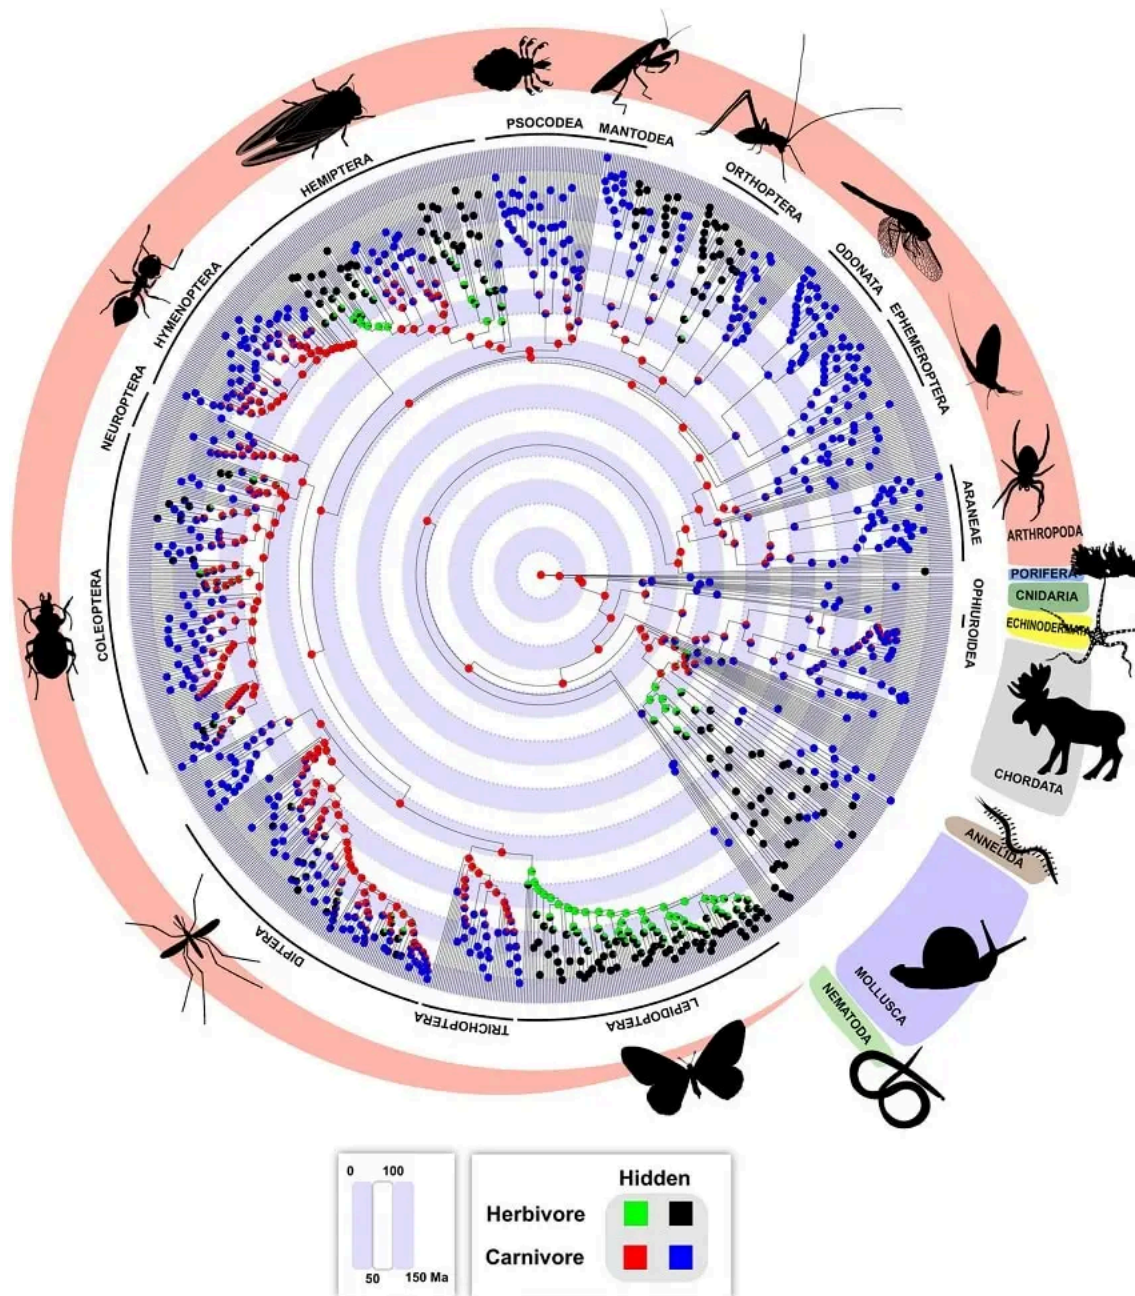 PSOCODEA
MANTODEA
ORTHOPTERA
ODONATA
EPHEMEROPTERA
ARANEAE
OPHIUROIDEA
HEMIPTERA
HYMENOPTERA
NEUROPTERA
COLEOPTERA
DIPTERA
TRICHOPTERA
LEPIDOPTERA
ARTHROPODA
PORIFERA
CNIDARIA
ECHINODERMATA
CHORDATA
ANNELIDA
MOLLUSCA
NEMATODA
0 100
50 150 Ma
Hidden
Herbivore
Carnivore